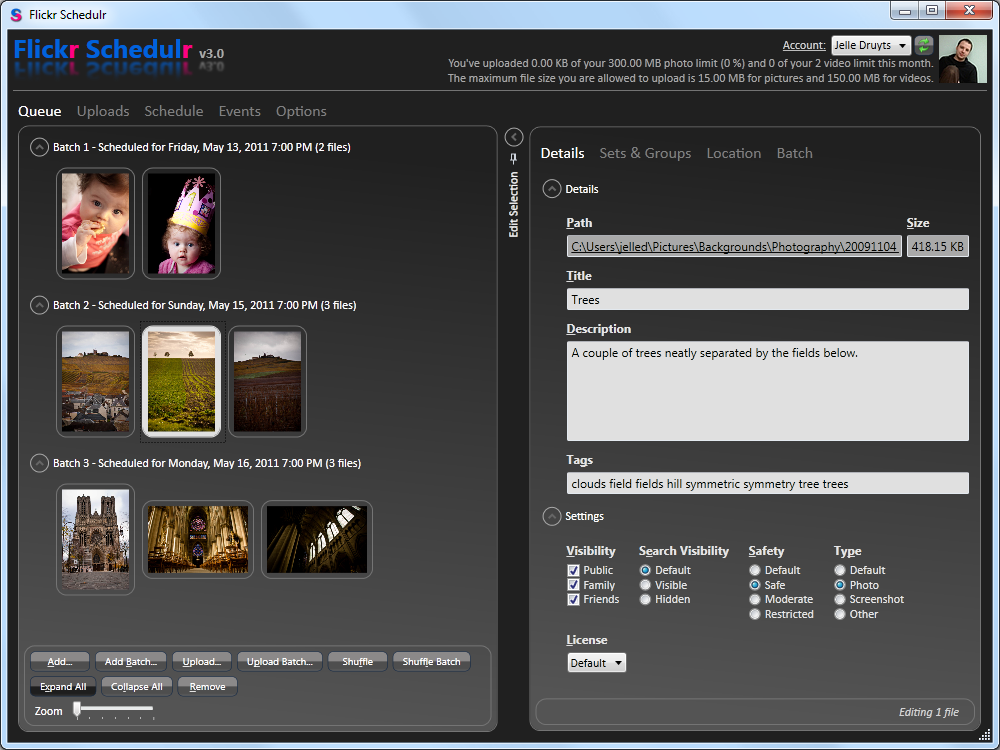 Flickr Schedulr
Flickr Schedulr v3.0
Account: Jelle Druyts
You've uploaded 0.00 KB of your 300.00 MB photo limit (0 %) and 0 of your 2 video limit this month.
The maximum file size you are allowed to upload is 15.00 MB for pictures and 150.00 MB for videos.
Queue Uploads Schedule Events Options
Batch 1 - Scheduled for Friday, May 13, 2011 7:00 PM (2 files)
Batch 2 - Scheduled for Sunday, May 15, 2011 7:00 PM (3 files)
Batch 3 - Scheduled for Monday, May 16, 2011 7:00 PM (3 files)
Add... Add Batch... Upload... Upload Batch... Shuffle Shuffle Batch
Expand All Collapse All Remove
Zoom
Edit Selection
Details Sets & Groups Location Batch
Details
Path Size
C:\Users\jelled\Pictures\Backgrounds\Photography\20091104 418.15 KB
Title
Trees
Description
A couple of trees neatly separated by the fields below.
Tags
clouds field fields hill symmetric symmetry tree trees
Settings
Visibility Search Visibility Safety Type
Public Default Default Default
Family Visible Safe Photo
Friends Hidden Moderate Screenshot
Restricted Other
License
Default
Editing 1 file